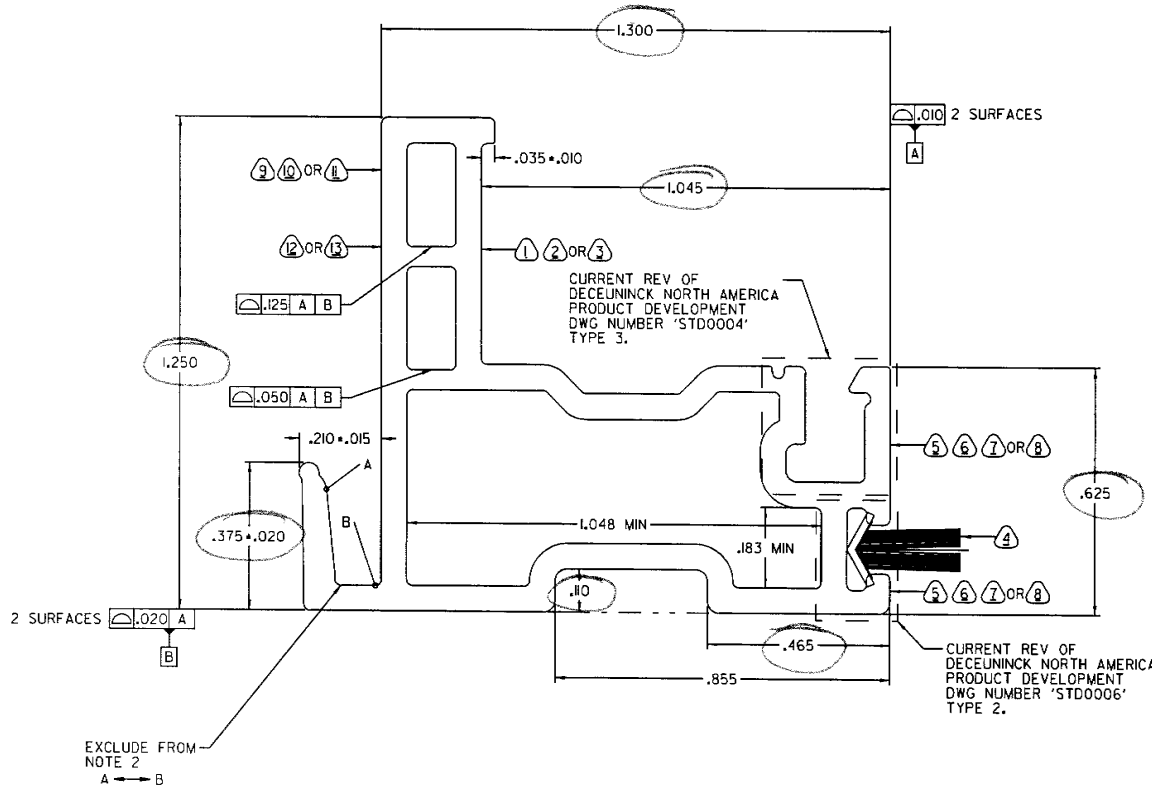 1.300
.010 2 SURFACES
A
9 10 OR 11
.035±.010
1.045
12 OR 13
1 2 OR 3
CURRENT REV OF
DECEUNINCK NORTH AMERICA
PRODUCT DEVELOPMENT
DWG NUMBER 'STD0004'
TYPE 3.
.125 A B
1.250
.050 A B
.210±.015
A
5 6 7 OR 8
.625
B
.375±.020
1.048 MIN
.183 MIN
4
.110
5 6 7 OR 8
2 SURFACES .020 A
B
.465
.855
CURRENT REV OF
DECEUNINCK NORTH AMERICA
PRODUCT DEVELOPMENT
DWG NUMBER 'STD0006'
TYPE 2.
EXCLUDE FROM
NOTE 2
A ↔ B